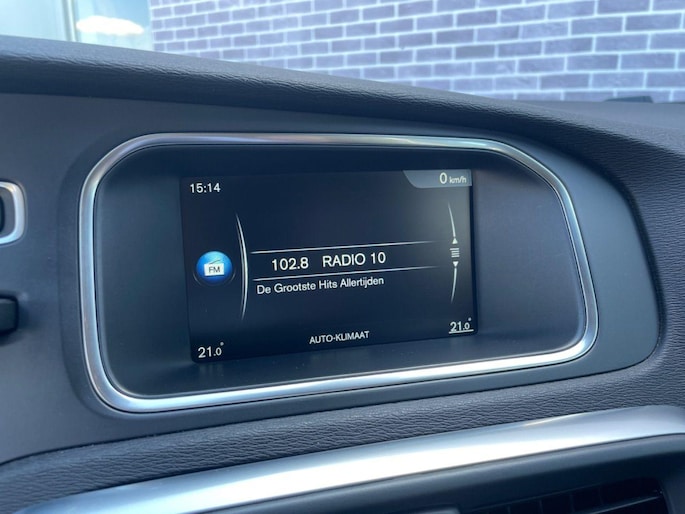 15:14
0 km/h
FM
102.8 RADIO 10
De Grootste Hits Allertijden
AUTO-KLIMAAT
21.0°
21.0°